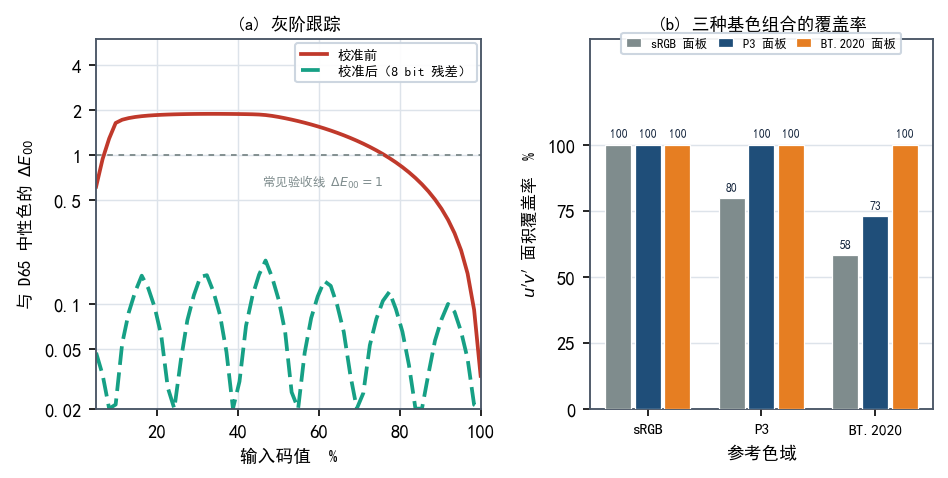 (a) 灰阶跟踪
校准前
校准后（8 bit 残差）
常见验收线 ΔE₀₀ = 1
与 D65 中性色的 ΔE₀₀
4
2
1
0.5
0.1
0.05
0.02
20 40 60 80 100
输入码值 %
(b) 三种基色组合的覆盖率
sRGB 面板 P3 面板 BT.2020 面板
u′v′ 面积覆盖率 %
100
75
50
25
0
100 100 100
80 100 100
58 73 100
sRGB P3 BT.2020
参考色域